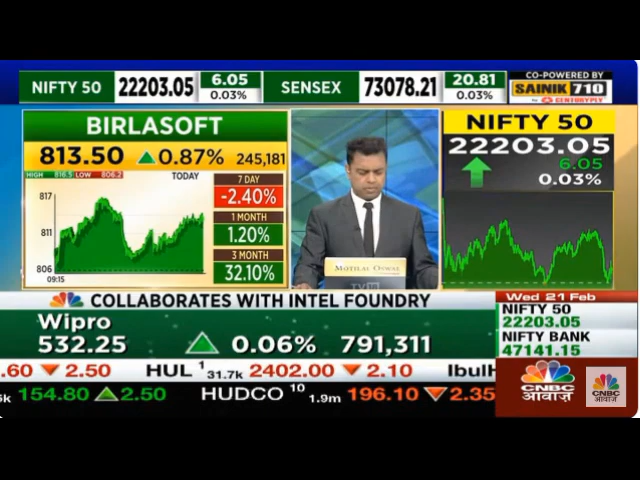 NIFTY 50 22203.05 6.05 0.03% SENSEX 73078.21 20.81 0.03%
CO-POWERED BY
SAINIK 710
by CENTURYPLY
BIRLASOFT
813.50 ▲0.87% 245,181
HIGH 816.5 LOW 806.2 TODAY
817
811
806
09:15
7 DAY
-2.40%
1 MONTH
1.20%
3 MONTH
32.10%
MOTILAL OSWAL
NIFTY 50
22203.05
6.05
0.03%
COLLABORATES WITH INTEL FOUNDRY
Wipro
532.25 ▲ 0.06% 791,311
Wed 21 Feb
NIFTY 50
22203.05
NIFTY BANK
47141.15
.60 ▼ 2.50 HUL 1 31.7k 2402.00 ▼ 2.10 IbulH
k 154.80 ▲ 2.50 HUDCO 10 1.9m 196.10 ▼ 2.35
CNBC
आवाज़
CNBC
आवाज़